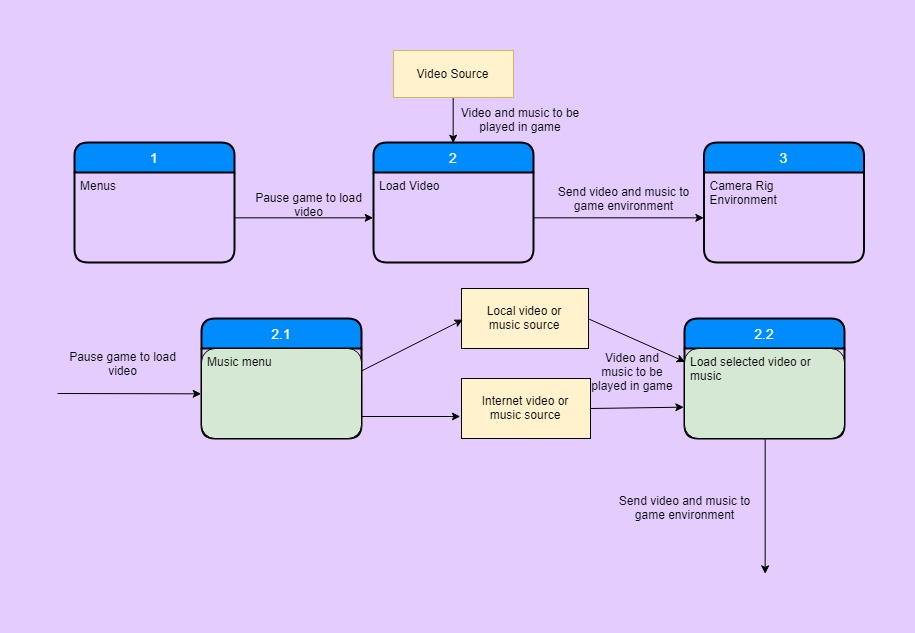 Video Source
Video and music to be
played in game
1
2
3
Menus
Load Video
Camera Rig
Environment
Pause game to load
video
Send video and music to
game environment
Local video or
music source
2.1
2.2
Pause game to load
video
Music menu
Video and
music to be
played in game
Load selected video or
music
Internet video or
music source
Send video and music to
game environment